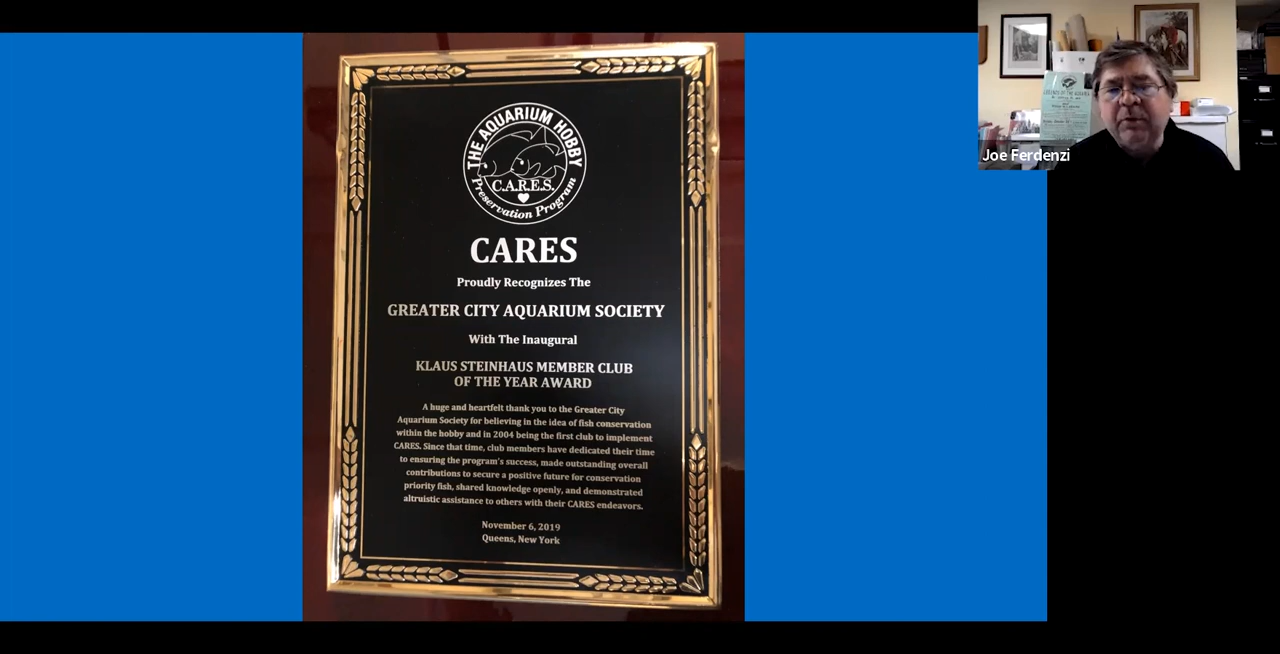 THE AQUARIUM HOBBY
C.A.R.E.S.
Preservation Program
CARES
Proudly Recognizes The
GREATER CITY AQUARIUM SOCIETY
With The Inaugural
KLAUS STEINHAUS MEMBER CLUB
OF THE YEAR AWARD
A huge and heartfelt thank you to the Greater City
Aquarium Society for believing in the idea of fish conservation
within the hobby and in 2004 being the first club to implement
CARES. Since that time, club members have dedicated their time
to ensuring the program's success, made outstanding overall
contributions to secure a positive future for conservation
priority fish, shared knowledge openly, and demonstrated
altruistic assistance to others with their CARES endeavors.
November 6, 2019
Queens, New York
Joe Ferdenzi